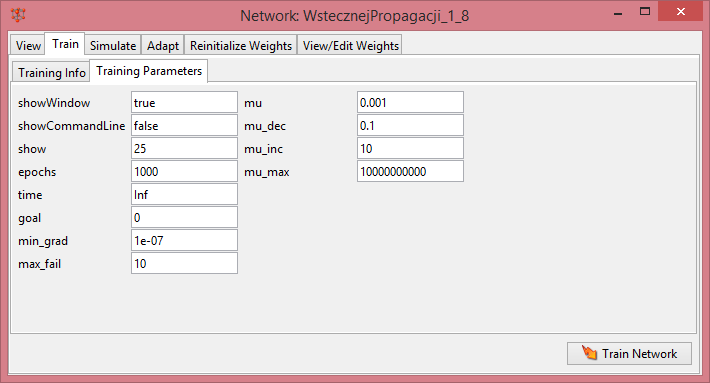 Network: WstecznejPropagacji_1_8
View Train Simulate Adapt Reinitialize Weights View/Edit Weights
Training Info Training Parameters
showWindow true mu 0.001
showCommandLine false mu_dec 0.1
show 25 mu_inc 10
epochs 1000 mu_max 10000000000
time Inf
goal 0
min_grad 1e-07
max_fail 10
Train Network